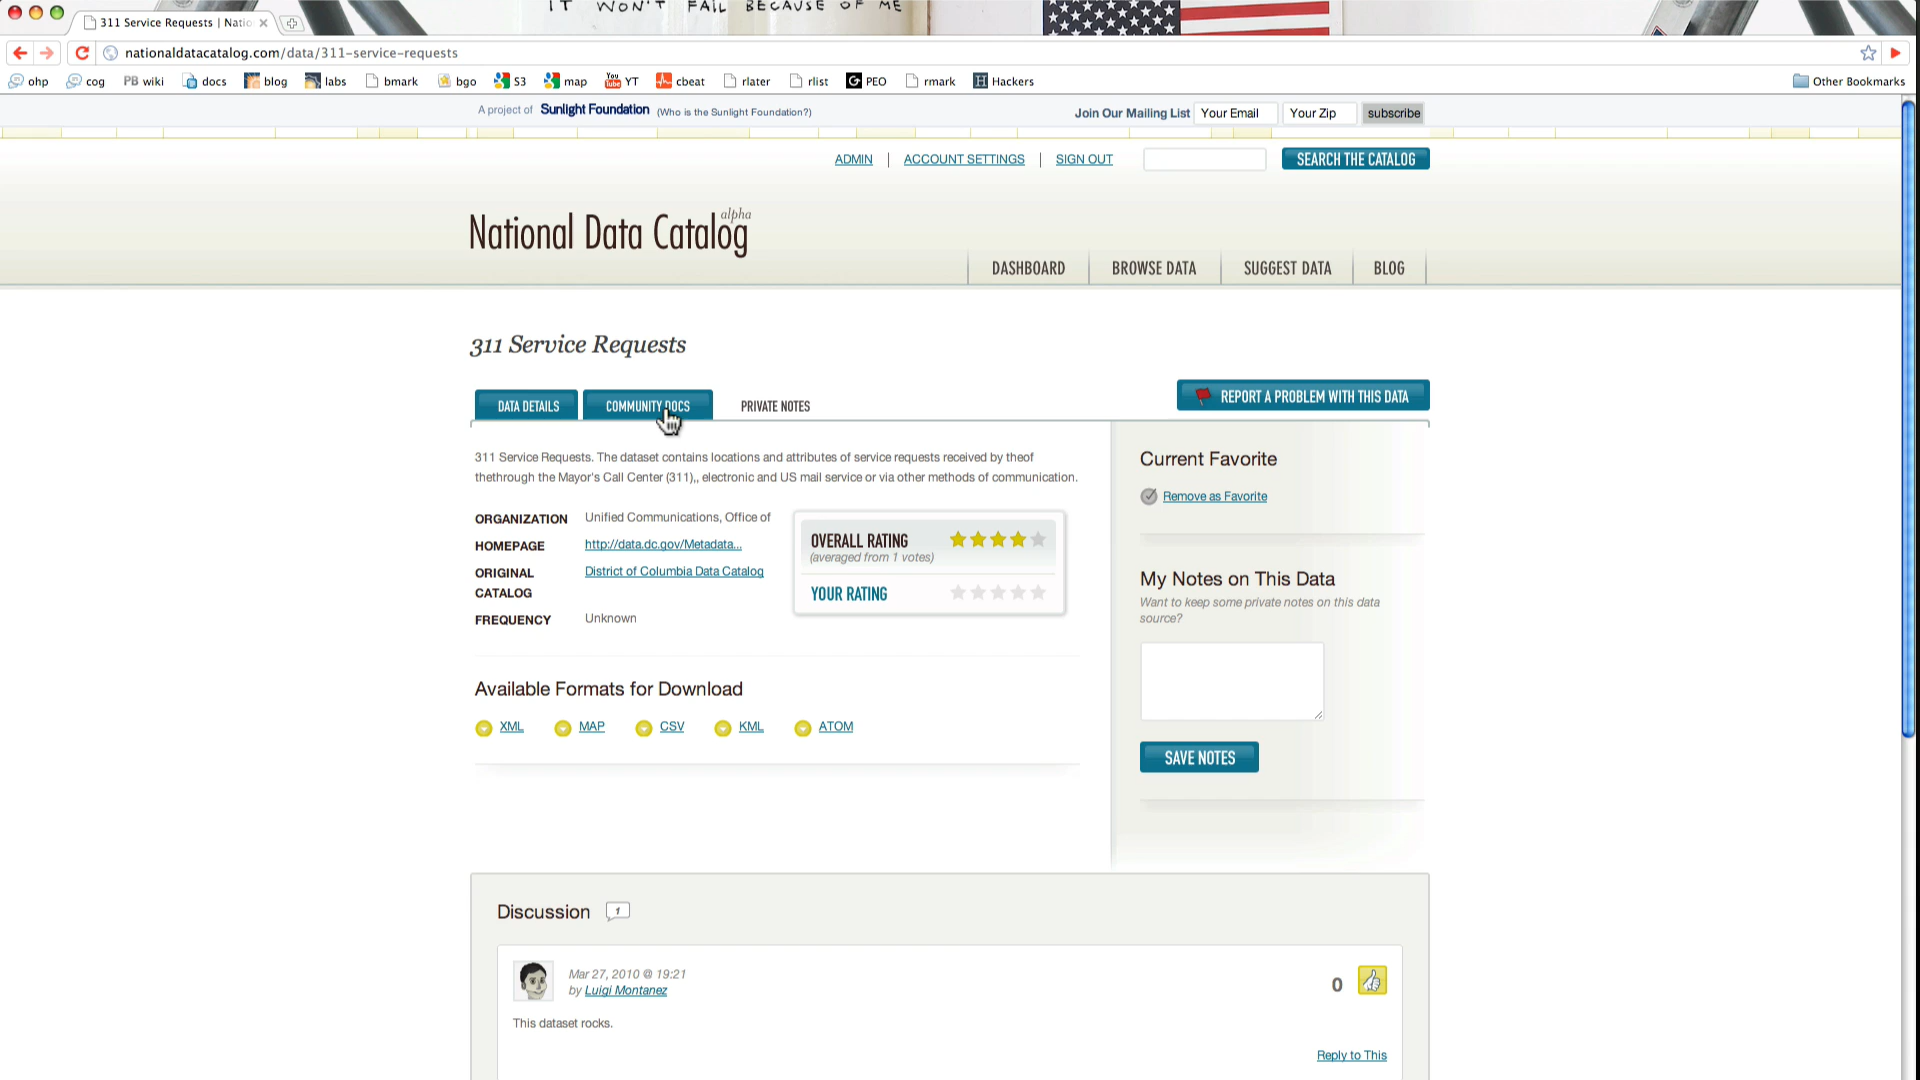 IT WON'T FAIL BECAUSE OF ME
311 Service Requests | Natio
nationaldatacatalog.com/data/311-service-requests
ohp cog PB wiki docs blog labs bmark bgo S3 map YT cbeat rlater rlist PEO rmark Hackers Other Bookmarks
A project of Sunlight Foundation (Who is the Sunlight Foundation?) Join Our Mailing List Your Email Your Zip subscribe
ADMIN | ACCOUNT SETTINGS | SIGN OUT SEARCH THE CATALOG
National Data Catalog alpha
DASHBOARD BROWSE DATA SUGGEST DATA BLOG
311 Service Requests
DATA DETAILS COMMUNITY DOCS PRIVATE NOTES REPORT A PROBLEM WITH THIS DATA
311 Service Requests. The dataset contains locations and attributes of service requests received by theof
thethrough the Mayor's Call Center (311),, electronic and US mail service or via other methods of communication.
ORGANIZATION Unified Communications, Office of
HOMEPAGE http://data.dc.gov/Metadata...
ORIGINAL CATALOG District of Columbia Data Catalog
FREQUENCY Unknown
OVERALL RATING
(averaged from 1 votes)
YOUR RATING
Available Formats for Download
XML MAP CSV KML ATOM
Current Favorite
Remove as Favorite
My Notes on This Data
Want to keep some private notes on this data
source?
SAVE NOTES
Discussion 1
Mar 27, 2010 @ 19:21
by Luigi Montanez
0
This dataset rocks.
Reply to This